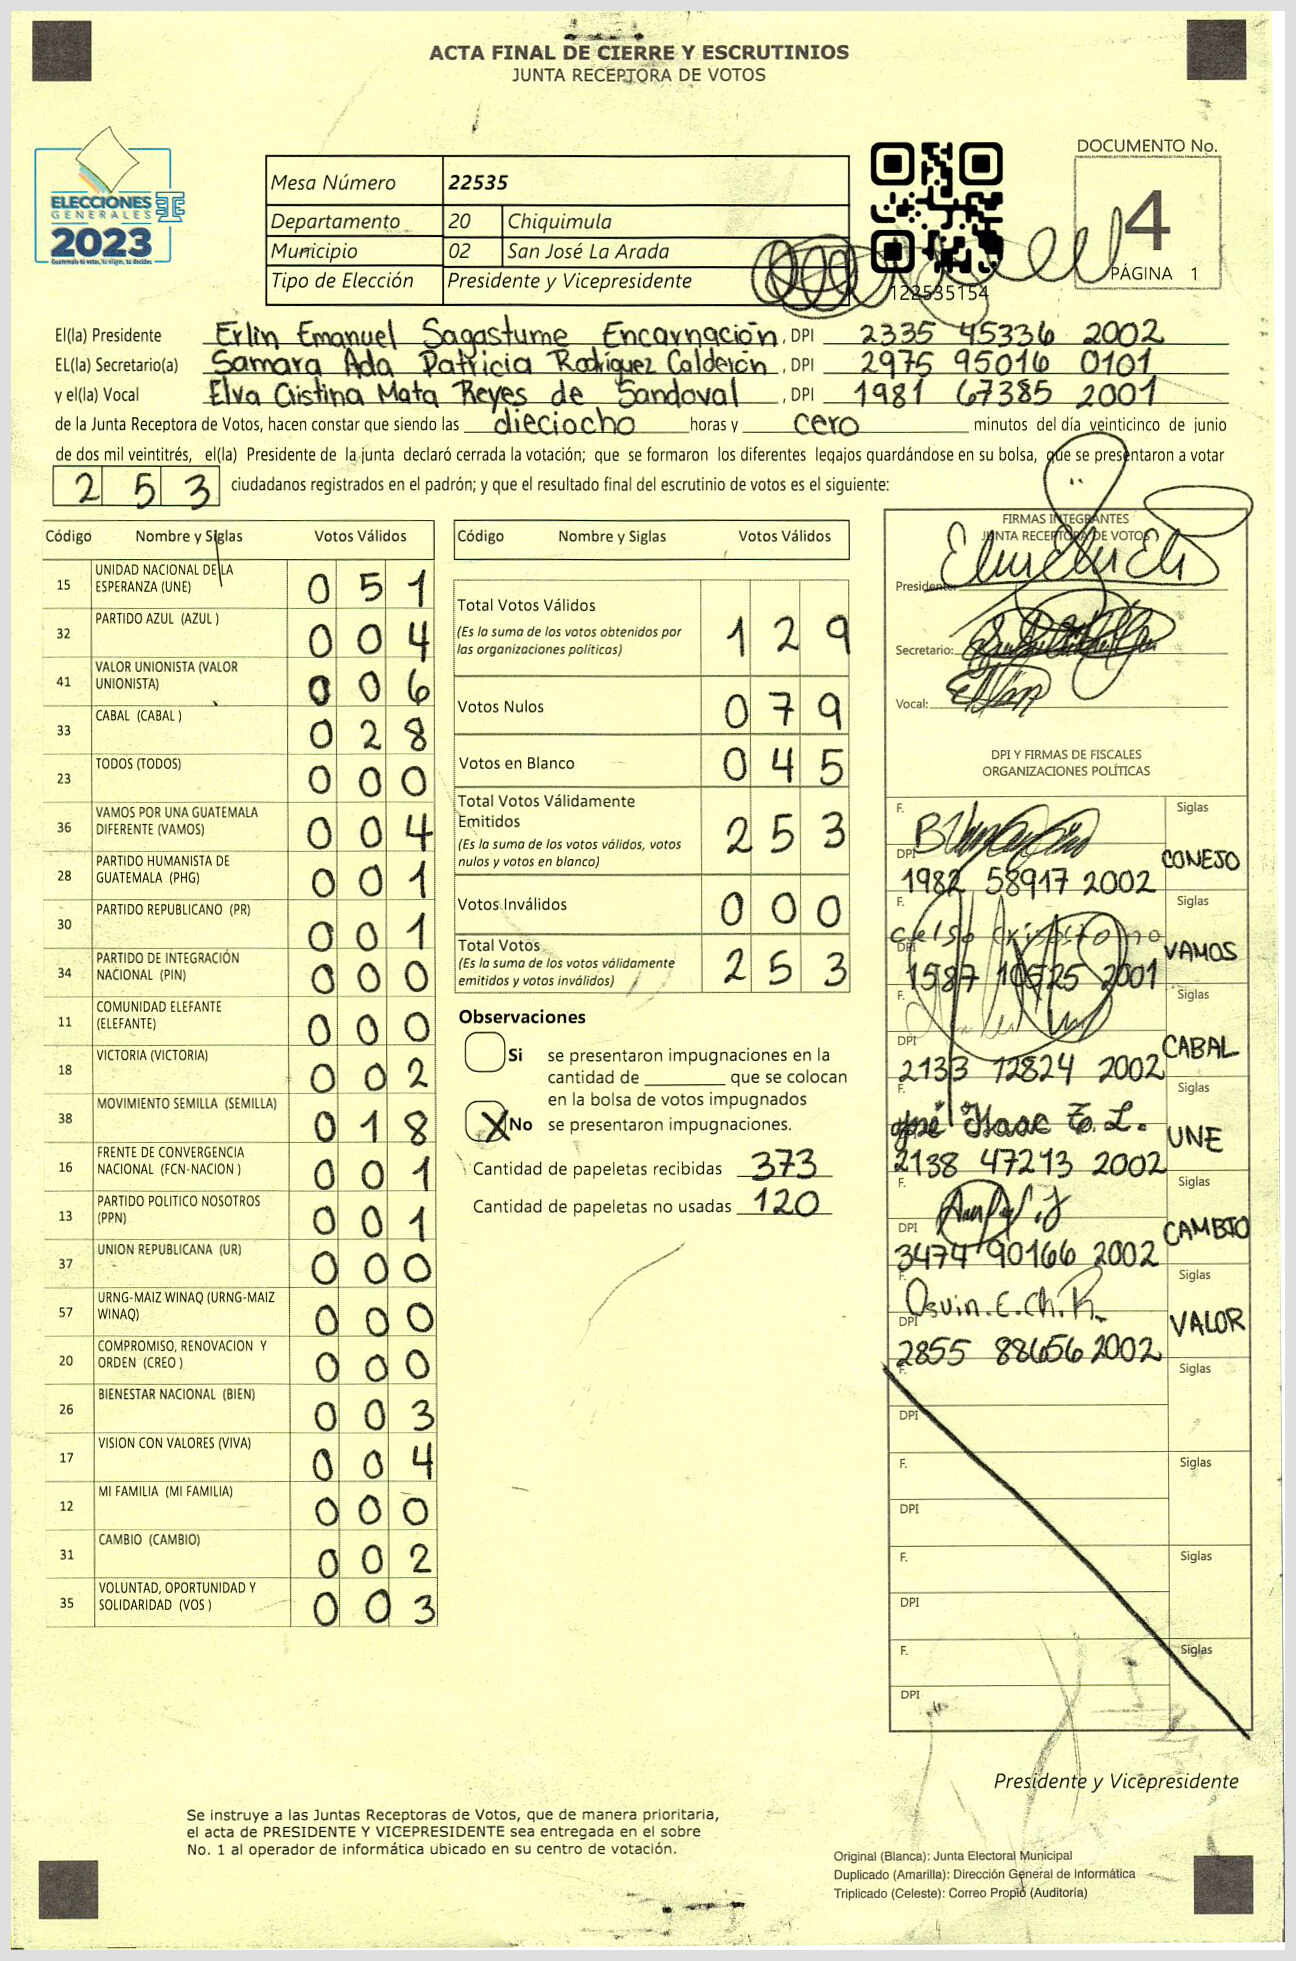 ACTA FINAL DE CIERRE Y ESCRUTINIOS
JUNTA RECEPTORA DE VOTOS
ELECCIONES
GENERALES
2023
Mesa Número 22535
Departamento 20 Chiquimula
Municipio 02 San José La Arada
Tipo de Elección Presidente y Vicepresidente
122535154
DOCUMENTO No.
4
PÁGINA 1
El(la) Presidente Erlin Emanuel Sagastume Encarnación, DPI 2335 45336 2002
EL(la) Secretario(a) Samara Ada Patricia Rodríguez Calderón, DPI 2975 95016 0101
y el(la) Vocal Elva Cristina Mata Reyes de Sandoval, DPI 1981 67385 2001
de la Junta Receptora de Votos, hacen constar que siendo las dieciocho horas y cero minutos del día veinticinco de junio
de dos mil veintitrés, el(la) Presidente de la junta declaró cerrada la votación; que se formaron los diferentes legajos guardándose en su bolsa, que se presentaron a votar
253 ciudadanos registrados en el padrón; y que el resultado final del escrutinio de votos es el siguiente:
Código Nombre y Siglas Votos Válidos
15 UNIDAD NACIONAL DE LA ESPERANZA (UNE) 0 5 1
32 PARTIDO AZUL (AZUL ) 0 0 4
41 VALOR UNIONISTA (VALOR UNIONISTA) 0 0 6
33 CABAL (CABAL ) 0 2 8
23 TODOS (TODOS) 0 0 0
36 VAMOS POR UNA GUATEMALA DIFERENTE (VAMOS) 0 0 4
28 PARTIDO HUMANISTA DE GUATEMALA (PHG) 0 0 1
30 PARTIDO REPUBLICANO (PR) 0 0 1
34 PARTIDO DE INTEGRACIÓN NACIONAL (PIN) 0 0 0
11 COMUNIDAD ELEFANTE (ELEFANTE) 0 0 0
18 VICTORIA (VICTORIA) 0 0 2
38 MOVIMIENTO SEMILLA (SEMILLA) 0 1 8
16 FRENTE DE CONVERGENCIA NACIONAL (FCN-NACION ) 0 0 1
13 PARTIDO POLITICO NOSOTROS (PPN) 0 0 1
37 UNION REPUBLICANA (UR) 0 0 0
57 URNG-MAIZ WINAQ (URNG-MAIZ WINAQ) 0 0 0
20 COMPROMISO, RENOVACION Y ORDEN (CREO ) 0 0 0
26 BIENESTAR NACIONAL (BIEN) 0 0 3
17 VISION CON VALORES (VIVA) 0 0 4
12 MI FAMILIA (MI FAMILIA) 0 0 0
31 CAMBIO (CAMBIO) 0 0 2
35 VOLUNTAD, OPORTUNIDAD Y SOLIDARIDAD (VOS ) 0 0 3
Código Nombre y Siglas Votos Válidos
Total Votos Válidos 1 2 9
(Es la suma de los votos obtenidos por
las organizaciones políticas)
Votos Nulos 0 7 9
Votos en Blanco 0 4 5
Total Votos Válidamente
Emitidos 2 5 3
(Es la suma de los votos válidos, votos
nulos y votos en blanco)
Votos Inválidos 0 0 0
Total Votos 2 5 3
(Es la suma de los votos válidamente
emitidos y votos inválidos)
Observaciones
Si se presentaron impugnaciones en la
cantidad de ________ que se colocan
en la bolsa de votos impugnados
X No se presentaron impugnaciones.
Cantidad de papeletas recibidas 373
Cantidad de papeletas no usadas 120
FIRMAS INTEGRANTES
JUNTA RECEPTORA DE VOTOS
Presidente:
Secretario:
Vocal:
DPI Y FIRMAS DE FISCALES
ORGANIZACIONES POLÍTICAS
F. Siglas
DPI 1982 58917 2002 CONEJO
F. Siglas
DPI 1587 10525 2001 VAMOS
F. Siglas
DPI 2133 12824 2002 CABAL
F. José Isaac E. L. Siglas
2138 47213 2002 UNE
F. Siglas
DPI 3474 90166 2002 CAMBIO
F. Osvin. E. Ch. R. Siglas
DPI 2855 88656 2002 VALOR
F. Siglas
DPI
F. Siglas
DPI
F. Siglas
DPI
F. Siglas
DPI
Presidente y Vicepresidente
Se instruye a las Juntas Receptoras de Votos, que de manera prioritaria,
el acta de PRESIDENTE Y VICEPRESIDENTE sea entregada en el sobre
No. 1 al operador de informática ubicado en su centro de votación.
Original (Blanca): Junta Electoral Municipal
Duplicado (Amarilla): Dirección General de Informática
Triplicado (Celeste): Correo Propio (Auditoría)